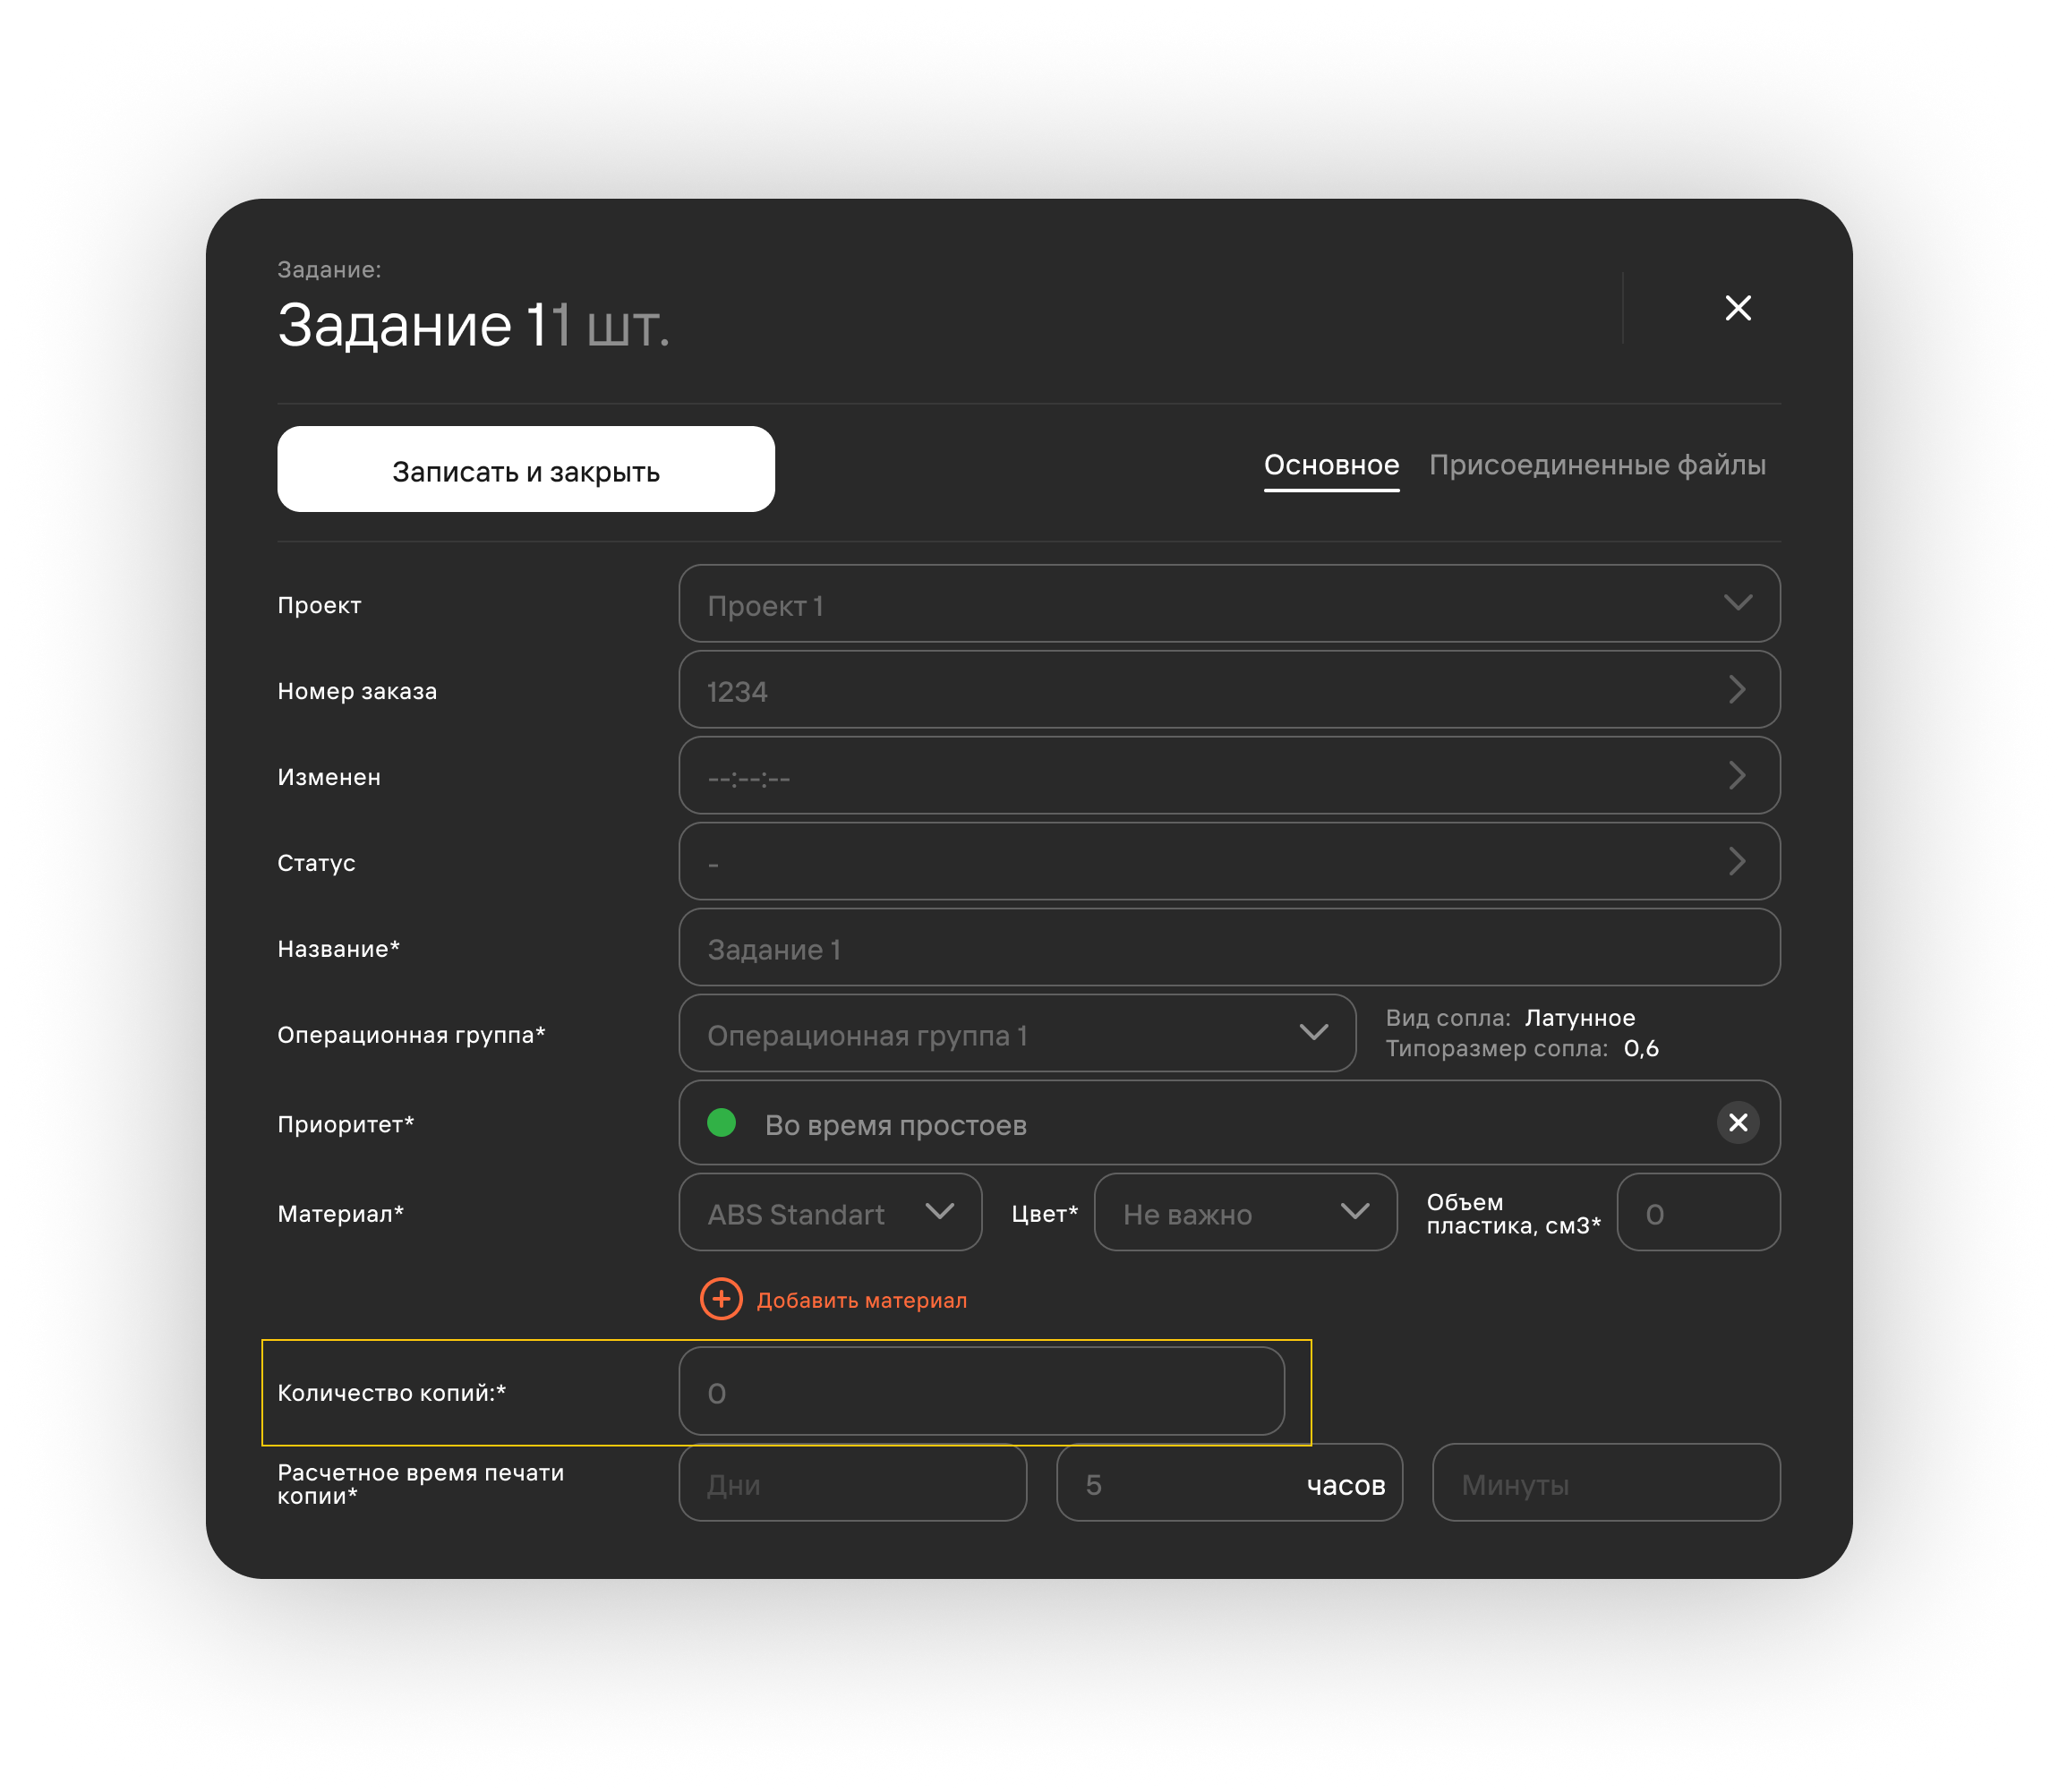 Задание:
Задание 11 шт.
Записать и закрыть
Основное Присоединенные файлы
Проект Проект 1
Номер заказа 1234
Изменен --:--:--
Статус -
Название* Задание 1
Операционная группа* Операционная группа 1
Вид сопла: Латунное
Типоразмер сопла: 0,6
Приоритет* Во время простоев
Материал* ABS Standart Цвет* Не важно
Объем
пластика, см3* 0
Добавить материал
Количество копий:* 0
Расчетное время печати
копии*
Дни 5 часов Минуты